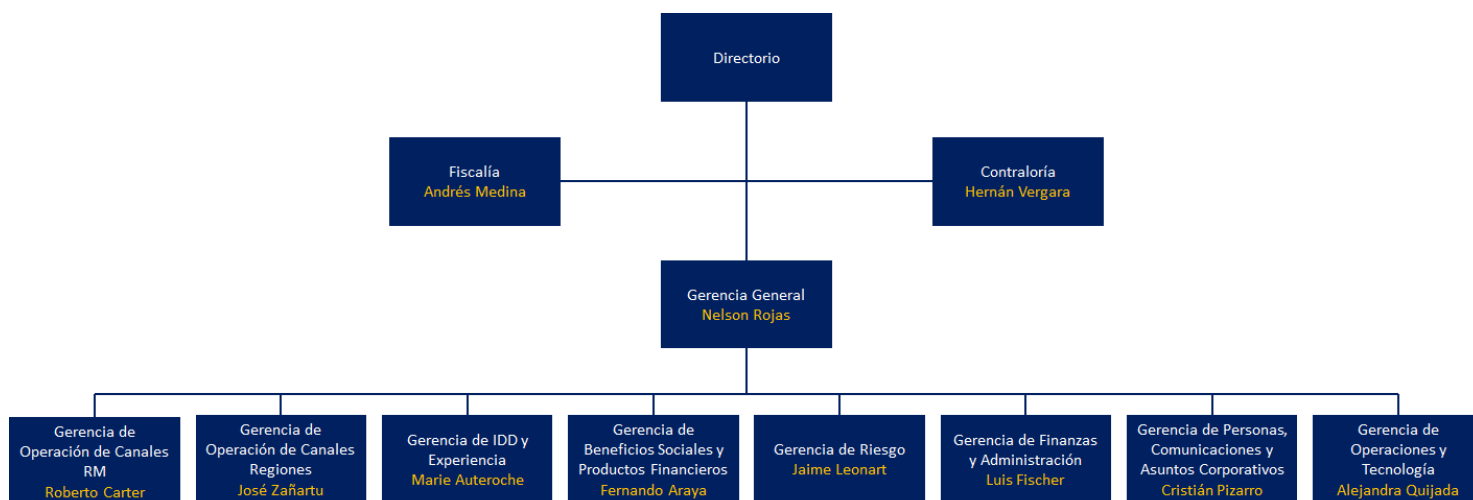 Directorio
Fiscalía
Andrés Medina
Contraloría
Hernán Vergara
Gerencia General
Nelson Rojas
Gerencia de
Operación de Canales
RM
Roberto Carter
Gerencia de
Operación de Canales
Regiones
José Zañartu
Gerencia de IDD y
Experiencia
Marie Auteroche
Gerencia de
Beneficios Sociales y
Productos Financieros
Fernando Araya
Gerencia de Riesgo
Jaime Leonart
Gerencia de Finanzas
y Administración
Luis Fischer
Gerencia de Personas,
Comunicaciones y
Asuntos Corporativos
Cristián Pizarro
Gerencia de
Operaciones y
Tecnología
Alejandra Quijada